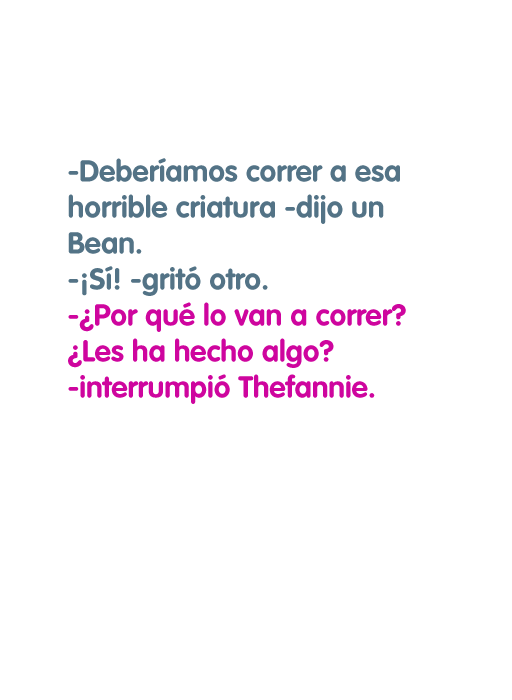 -Deberíamos correr a esa
horrible criatura -dijo un
Bean.
-¡Sí! -gritó otro.
-¿Por qué lo van a correr?
¿Les ha hecho algo?
-interrumpió Thefannie.